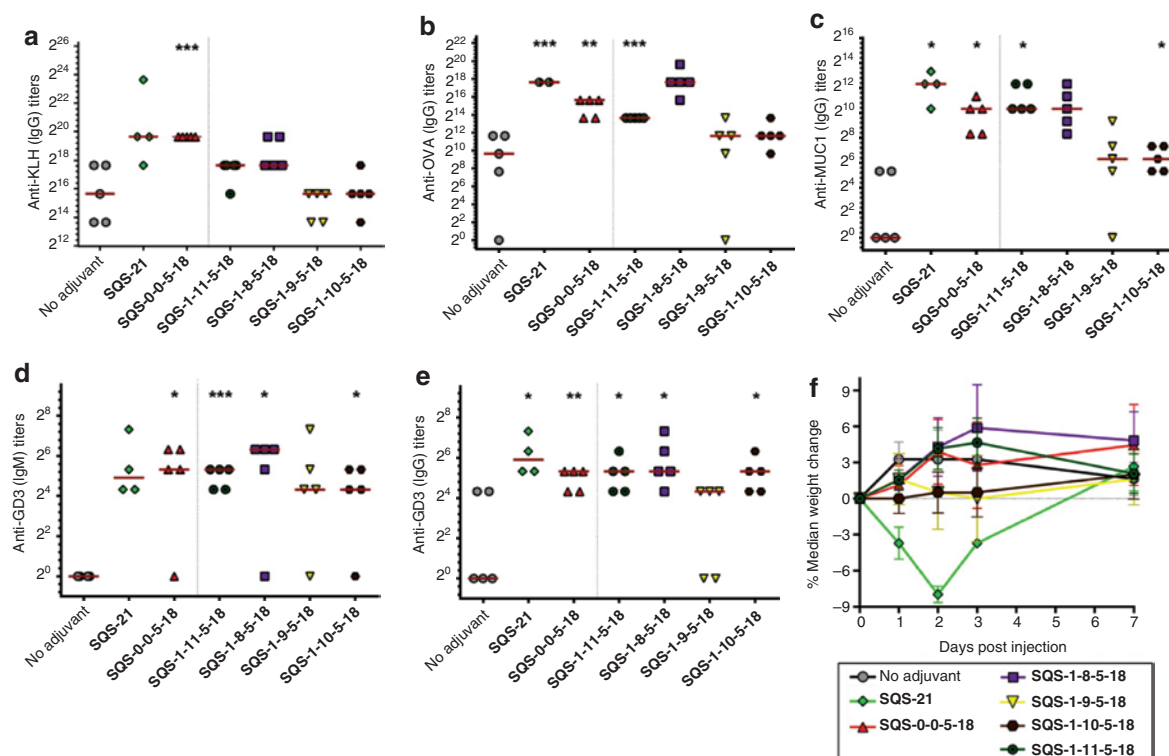 a
Anti-KLH (IgG) titers
2^26
2^24
2^22
2^20
2^18
2^16
2^14
2^12
***
No adjuvant
SQS-21
SQS-0-0-5-18
SQS-1-11-5-18
SQS-1-8-5-18
SQS-1-9-5-18
SQS-1-10-5-18
b
Anti-OVA (IgG) titers
2^22
2^20
2^18
2^16
2^14
2^12
2^10
2^8
2^6
2^4
2^2
2^0
*** ** ***
No adjuvant
SQS-21
SQS-0-0-5-18
SQS-1-11-5-18
SQS-1-8-5-18
SQS-1-9-5-18
SQS-1-10-5-18
c
Anti-MUC1 (IgG) titers
2^16
2^14
2^12
2^10
2^8
2^6
2^4
2^2
2^0
* * * *
No adjuvant
SQS-21
SQS-0-0-5-18
SQS-1-11-5-18
SQS-1-8-5-18
SQS-1-9-5-18
SQS-1-10-5-18
d
Anti-GD3 (IgM) titers
2^8
2^6
2^4
2^2
2^0
* *** * *
No adjuvant
SQS-21
SQS-0-0-5-18
SQS-1-11-5-18
SQS-1-8-5-18
SQS-1-9-5-18
SQS-1-10-5-18
e
Anti-GD3 (IgG) titers
2^8
2^6
2^4
2^2
2^0
* ** * * *
No adjuvant
SQS-21
SQS-0-0-5-18
SQS-1-11-5-18
SQS-1-8-5-18
SQS-1-9-5-18
SQS-1-10-5-18
f
% Median weight change
9
6
3
0
−3
−6
−9
0 1 2 3 4 5 6 7
Days post injection
No adjuvant
SQS-21
SQS-0-0-5-18
SQS-1-8-5-18
SQS-1-9-5-18
SQS-1-10-5-18
SQS-1-11-5-18